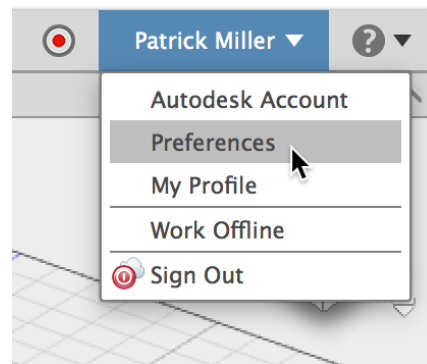 Patrick Miller
?
Autodesk Account
Preferences
My Profile
Work Offline
Sign Out